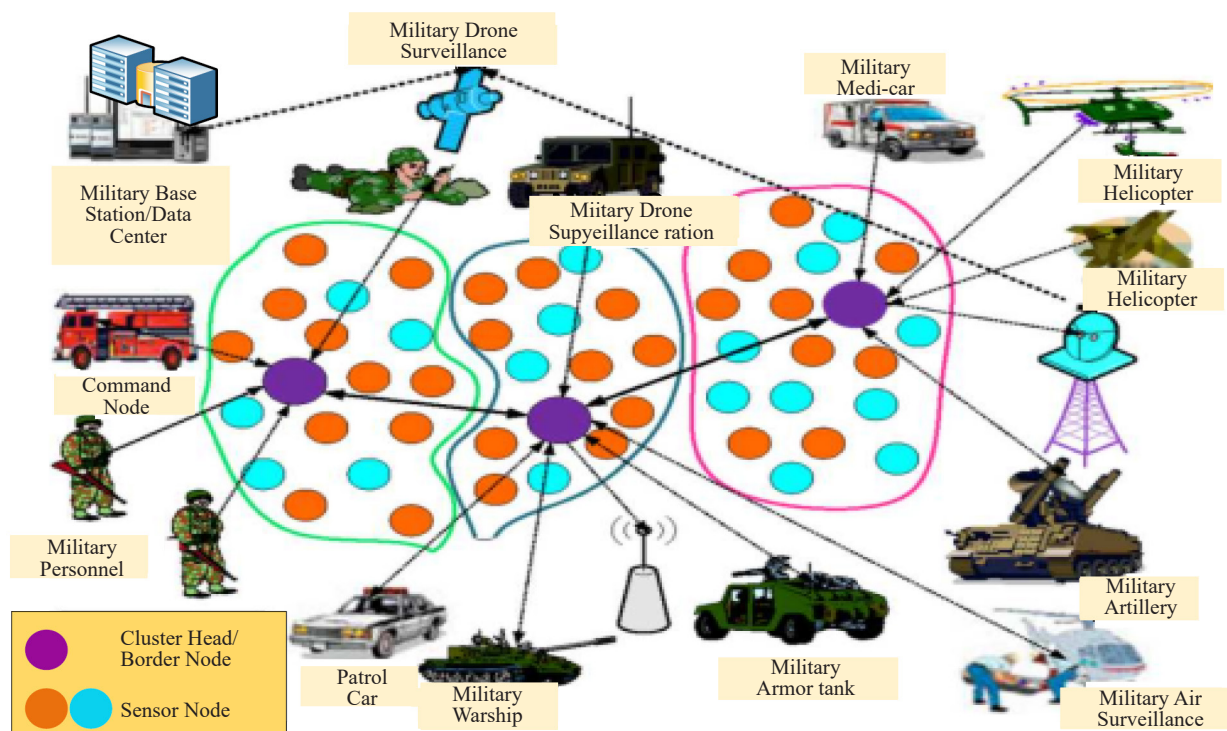 Military Drone
Surveillance
Military
Medi-car
Military Base
Station/Data
Center
Military
Helicopter
Miitary Drone
Supyeillance ration)
Military
Helicopter
Command
Node
Military
Personnel
Military
Artillery
Patrol
Car
Military
Warship
Military
Armor tank
Military Air
Surveillance
Cluster Head/
Border Node
Sensor Node